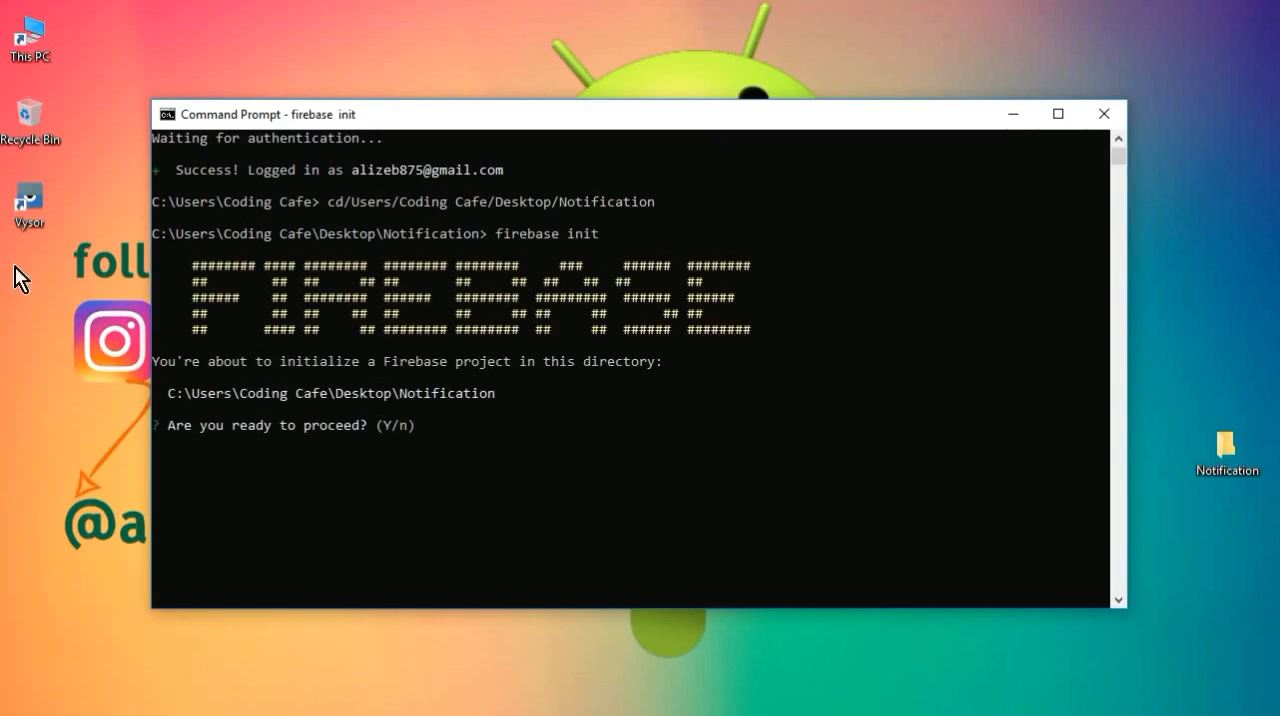 This PC
Recycle Bin
Vysor
foll
@a
Notification
Command Prompt - firebase  init
Waiting for authentication...
+  Success! Logged in as alizeb875@gmail.com
C:\Users\Coding Cafe> cd/Users/Coding Cafe/Desktop/Notification
C:\Users\Coding Cafe\Desktop\Notification> firebase init
FIREBASE
You're about to initialize a Firebase project in this directory:
C:\Users\Coding Cafe\Desktop\Notification
? Are you ready to proceed? (Y/n)